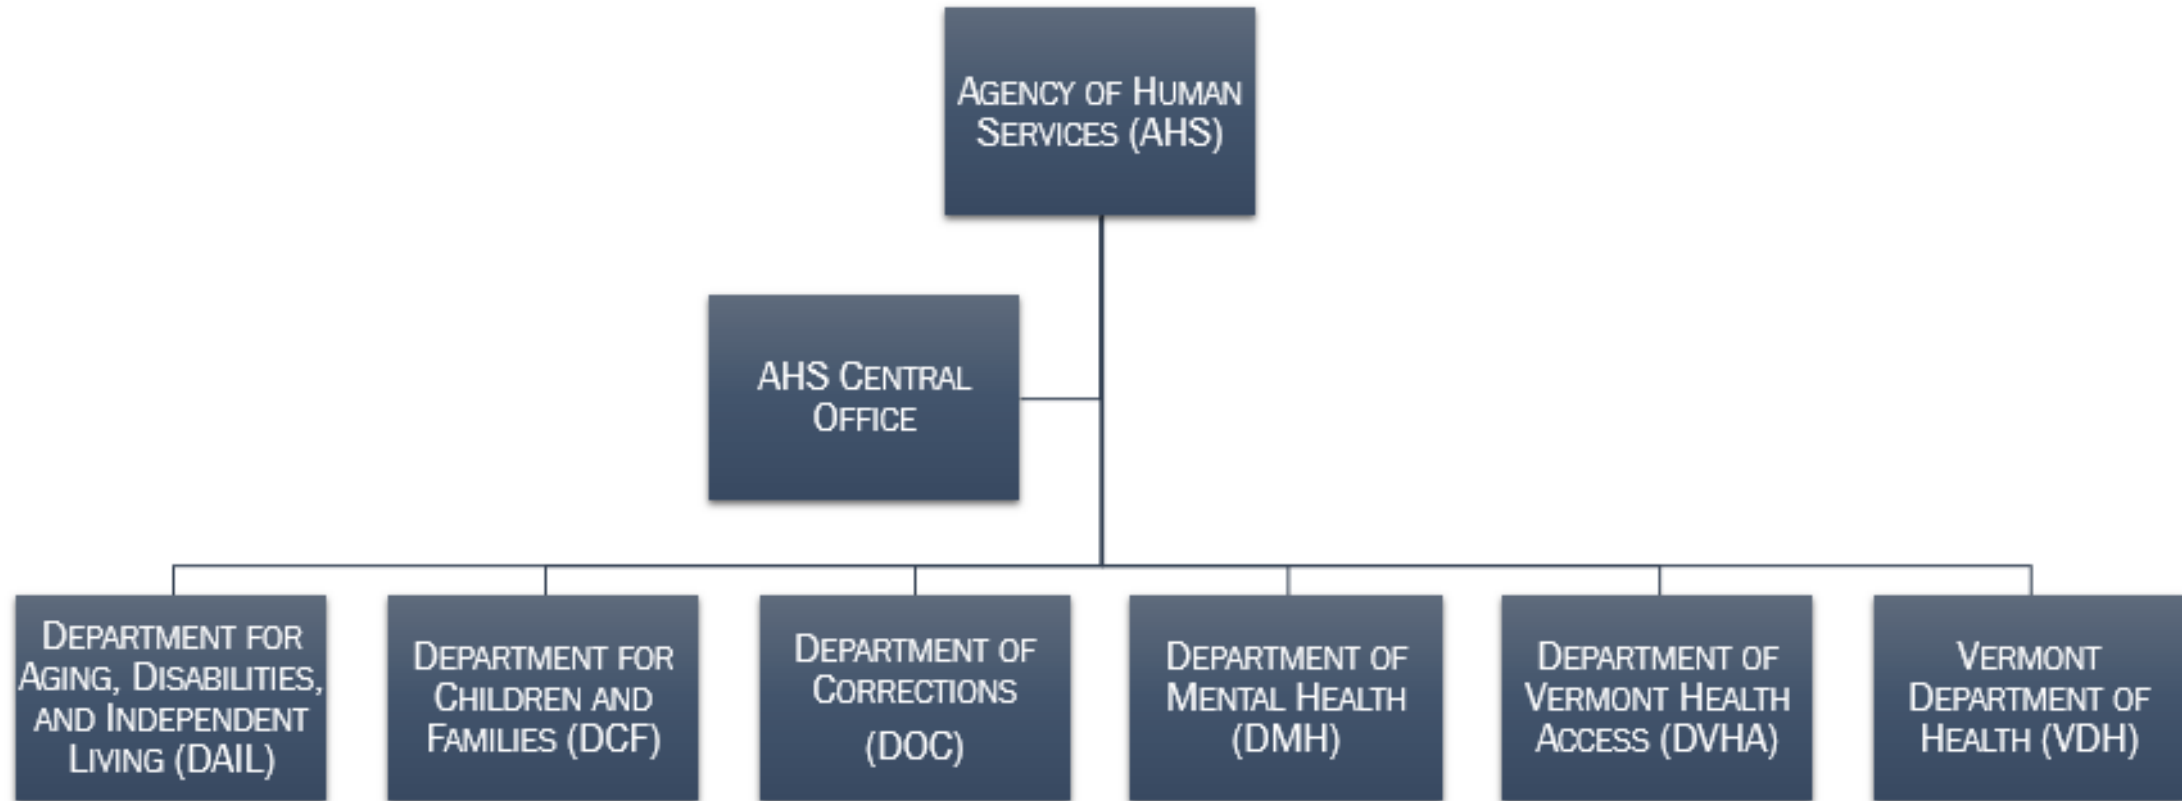 AGENCY OF HUMAN
SERVICES (AHS)
AHS CENTRAL
OFFICE
DEPARTMENT FOR
AGING, DISABILITIES,
AND INDEPENDENT
LIVING (DAIL)
DEPARTMENT FOR
CHILDREN AND
FAMILIES (DCF)
DEPARTMENT OF
CORRECTIONS
(DOC)
DEPARTMENT OF
MENTAL HEALTH
(DMH)
DEPARTMENT OF
VERMONT HEALTH
ACCESS (DVHA)
VERMONT
DEPARTMENT OF
HEALTH (VDH)